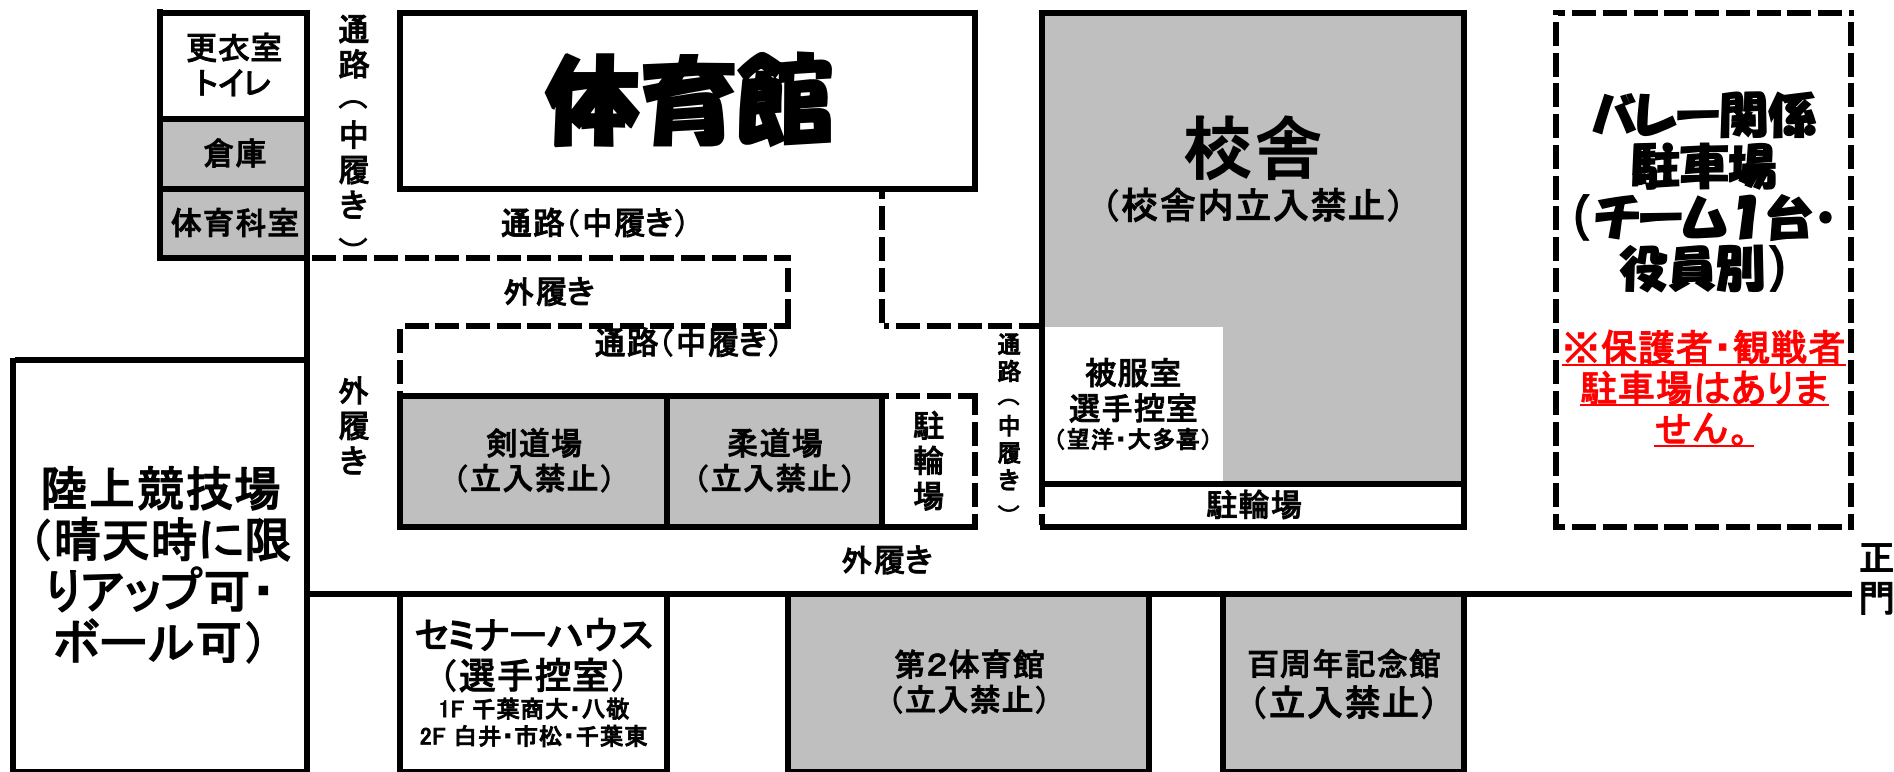 更衣室
トイレ
倉庫
体育科室
通路（中履き）
体育館
通路（中履き）
外履き
通路（中履き）
外履き
剣道場
（立入禁止）
柔道場
（立入禁止）
駐輪場
通路（中履き）
校舎
（校舎内立入禁止）
被服室
選手控室
（望洋・大多喜）
駐輪場
バレー関係
駐車場
（チーム1台・
役員別）
※保護者・観戦者
駐車場はありま
せん。
陸上競技場
（晴天時に限
りアップ可・
ボール可）
外履き
正門
セミナーハウス
（選手控室）
1F 千葉商大・八敬
2F 白井・市松・千葉東
第2体育館
（立入禁止）
百周年記念館
（立入禁止）